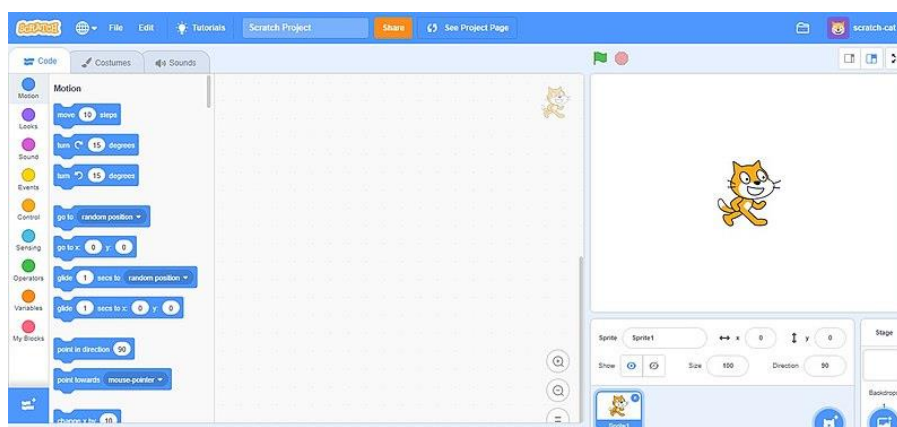 SCRATCH File Edit Tutorials Scratch Project Share See Project Page scratch-cat
Code Costumes Sounds
Motion
Looks
Sound
Events
Control
Sensing
Operators
Variables
My Blocks
Motion
move 10 steps
turn 15 degrees
turn 15 degrees
go to random position
go to x: 0 y: 0
glide 1 secs to random position
glide 1 secs to x: 0 y: 0
point in direction 90
point towards mouse-pointer
change x by 10
Sprite Sprite1 x 0 y 0
Show Size 100 Direction 90
Sprite1
Stage
Backdrops
1